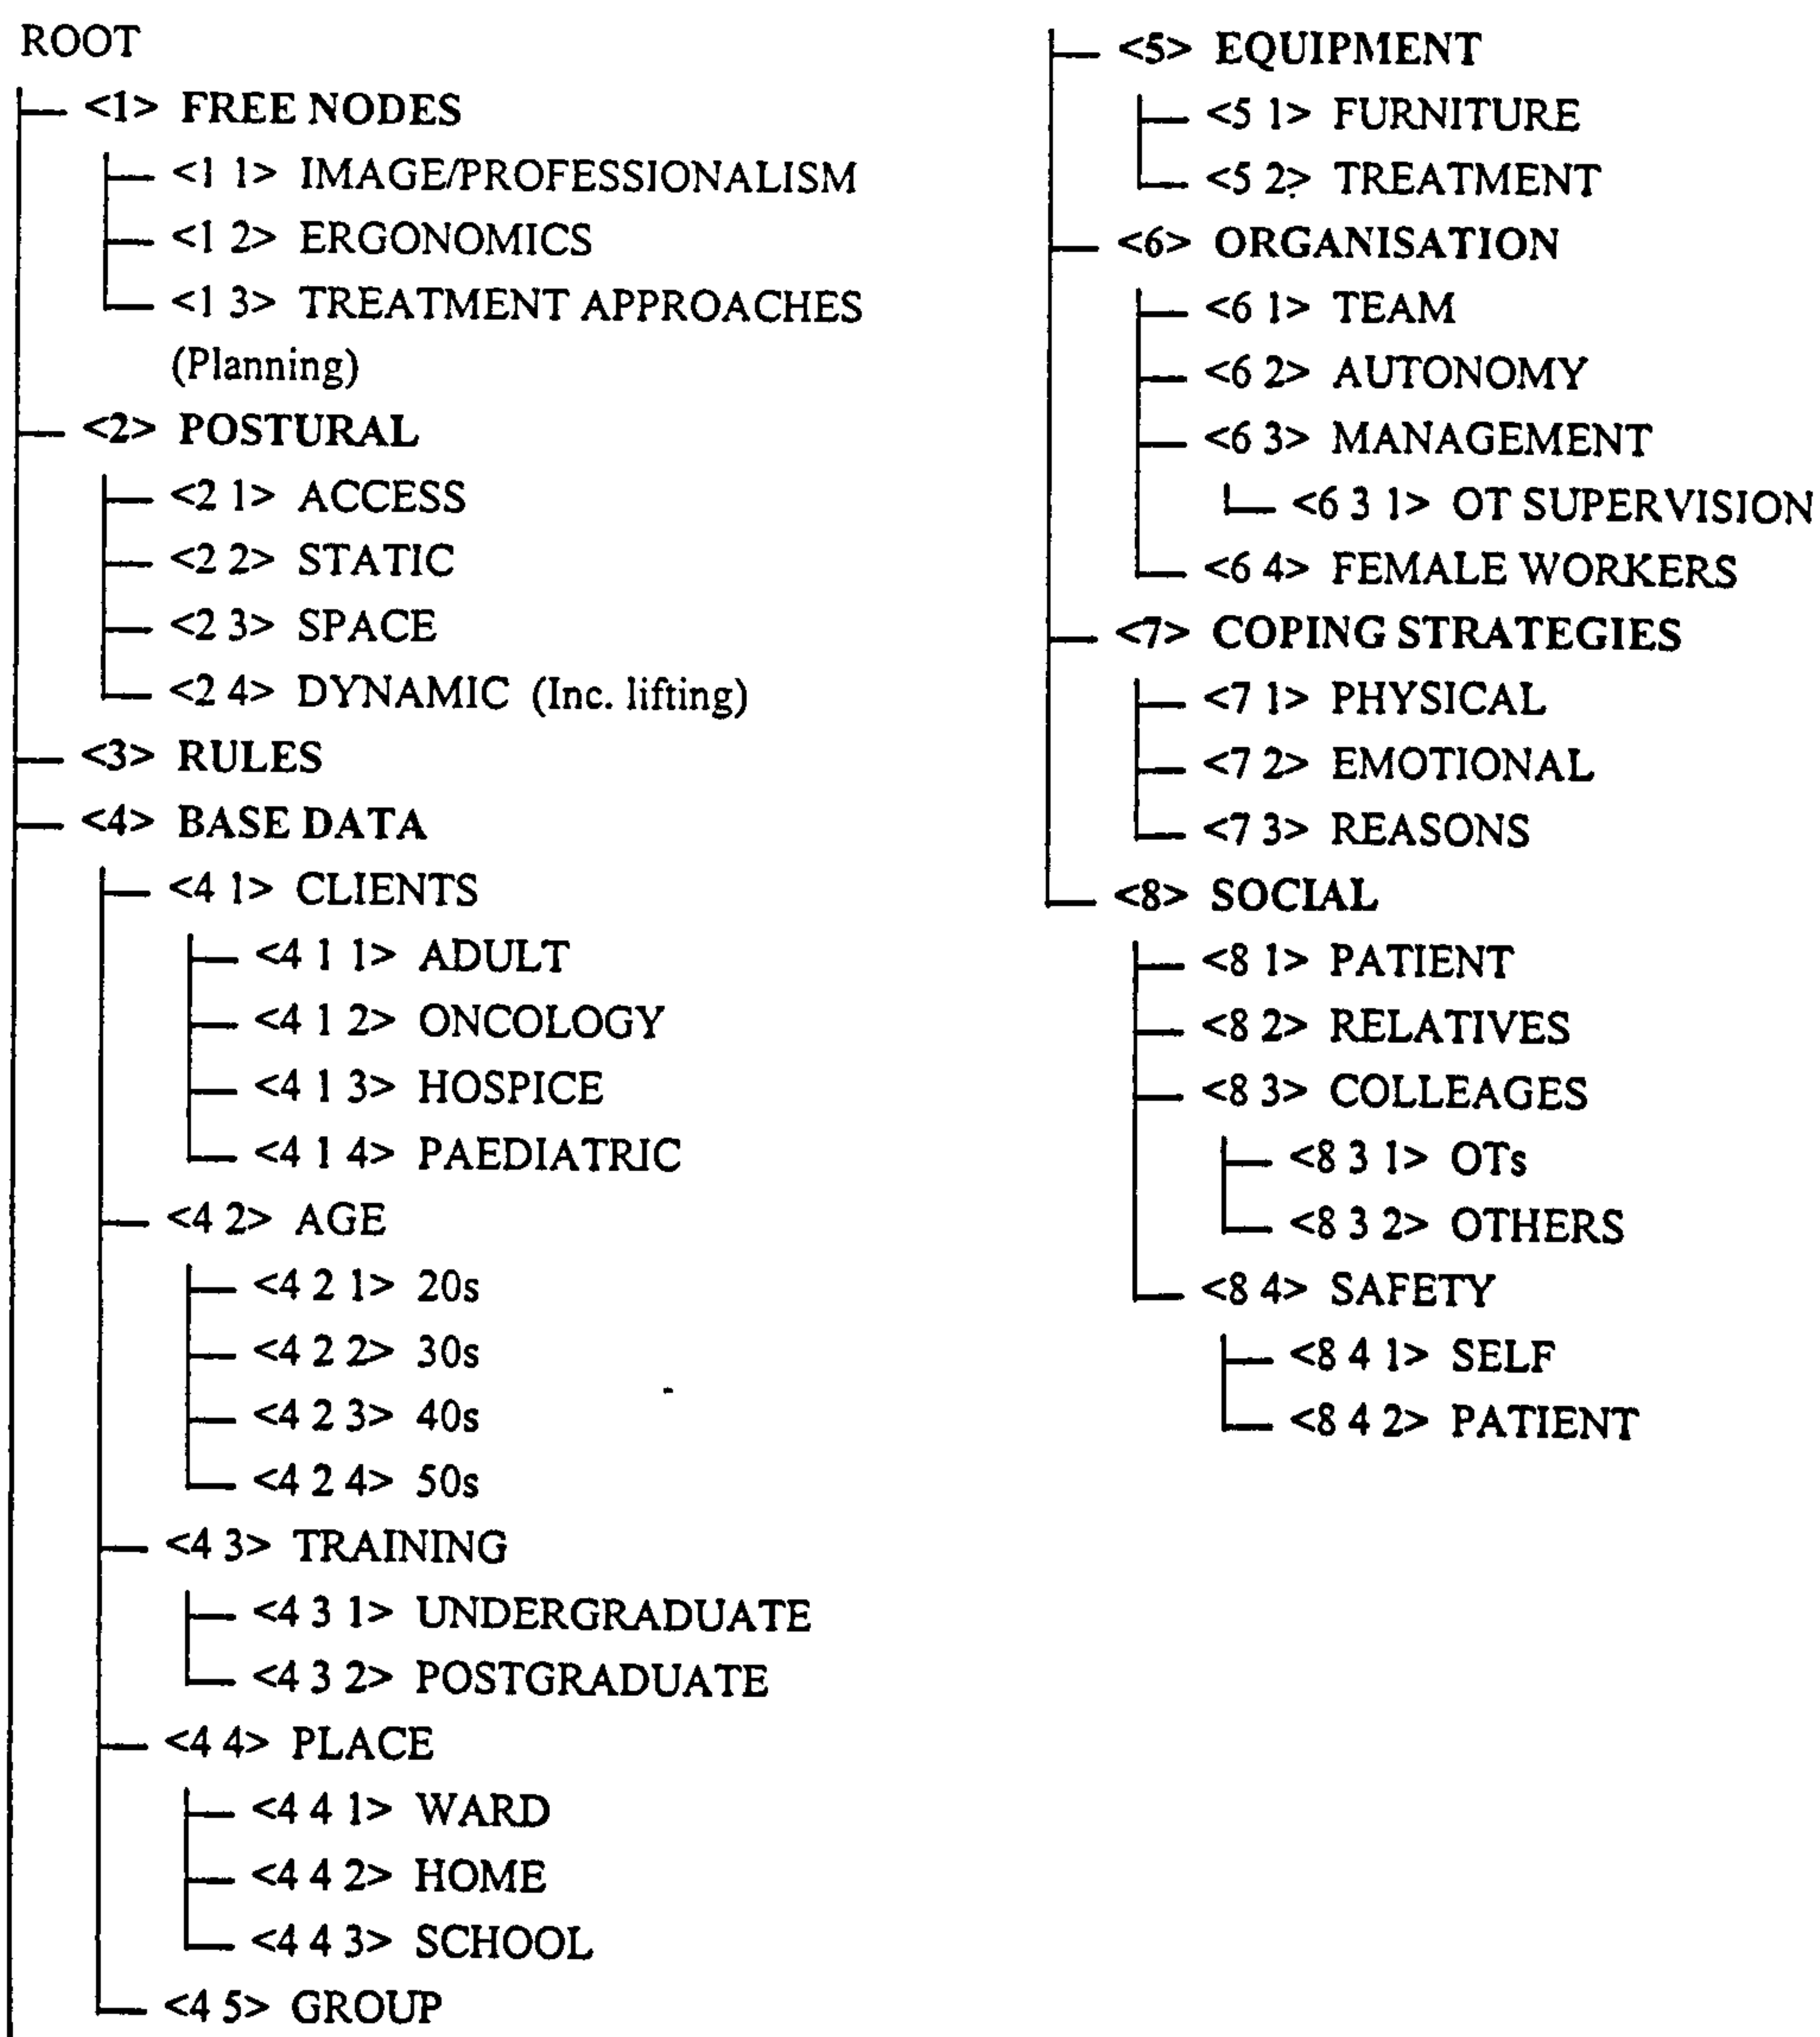 ROOT
<1> FREE NODES
<1 1> IMAGE/PROFESSIONALISM
<1 2> ERGONOMICS
<1 3> TREATMENT APPROACHES
(Planning)
<2> POSTURAL
<2 1> ACCESS
<2 2> STATIC
<2 3> SPACE
<2 4> DYNAMIC (Inc. lifting)
<3> RULES
<4> BASE DATA
<4 1> CLIENTS
<4 1 1> ADULT
<4 1 2> ONCOLOGY
<4 1 3> HOSPICE
<4 1 4> PAEDIATRIC
<4 2> AGE
<4 2 1> 20s
<4 2 2> 30s
<4 2 3> 40s
<4 2 4> 50s
<4 3> TRAINING
<4 3 1> UNDERGRADUATE
<4 3 2> POSTGRADUATE
<4 4> PLACE
<4 4 1> WARD
<4 4 2> HOME
<4 4 3> SCHOOL
<4 5> GROUP
<5> EQUIPMENT
<5 1> FURNITURE
<5 2> TREATMENT
<6> ORGANISATION
<6 1> TEAM
<6 2> AUTONOMY
<6 3> MANAGEMENT
<6 3 1> OT SUPERVISION
<6 4> FEMALE WORKERS
<7> COPING STRATEGIES
<7 1> PHYSICAL
<7 2> EMOTIONAL
<7 3> REASONS
<8> SOCIAL
<8 1> PATIENT
<8 2> RELATIVES
<8 3> COLLEAGES
<8 3 1> OTs
<8 3 2> OTHERS
<8 4> SAFETY
<8 4 1> SELF
<8 4 2> PATIENT